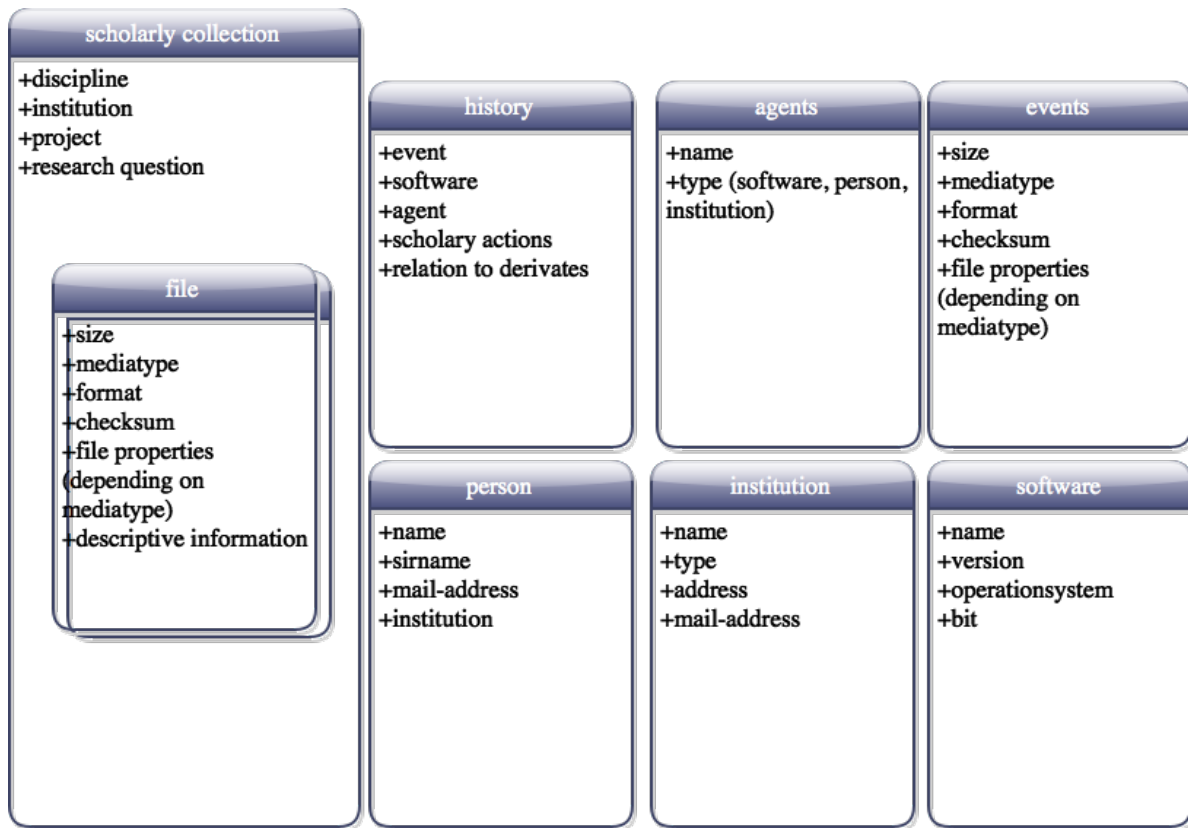 scholarly collection
+discipline
+institution
+project
+research question
file
+size
+mediatype
+format
+checksum
+file properties
(depending on
mediatype)
+descriptive information
history
+event
+software
+agent
+scholary actions
+relation to derivates
agents
+name
+type (software, person,
institution)
events
+size
+mediatype
+format
+checksum
+file properties
(depending on
mediatype)
person
+name
+sirname
+mail-address
+institution
institution
+name
+type
+address
+mail-address
software
+name
+version
+operationsystem
+bit